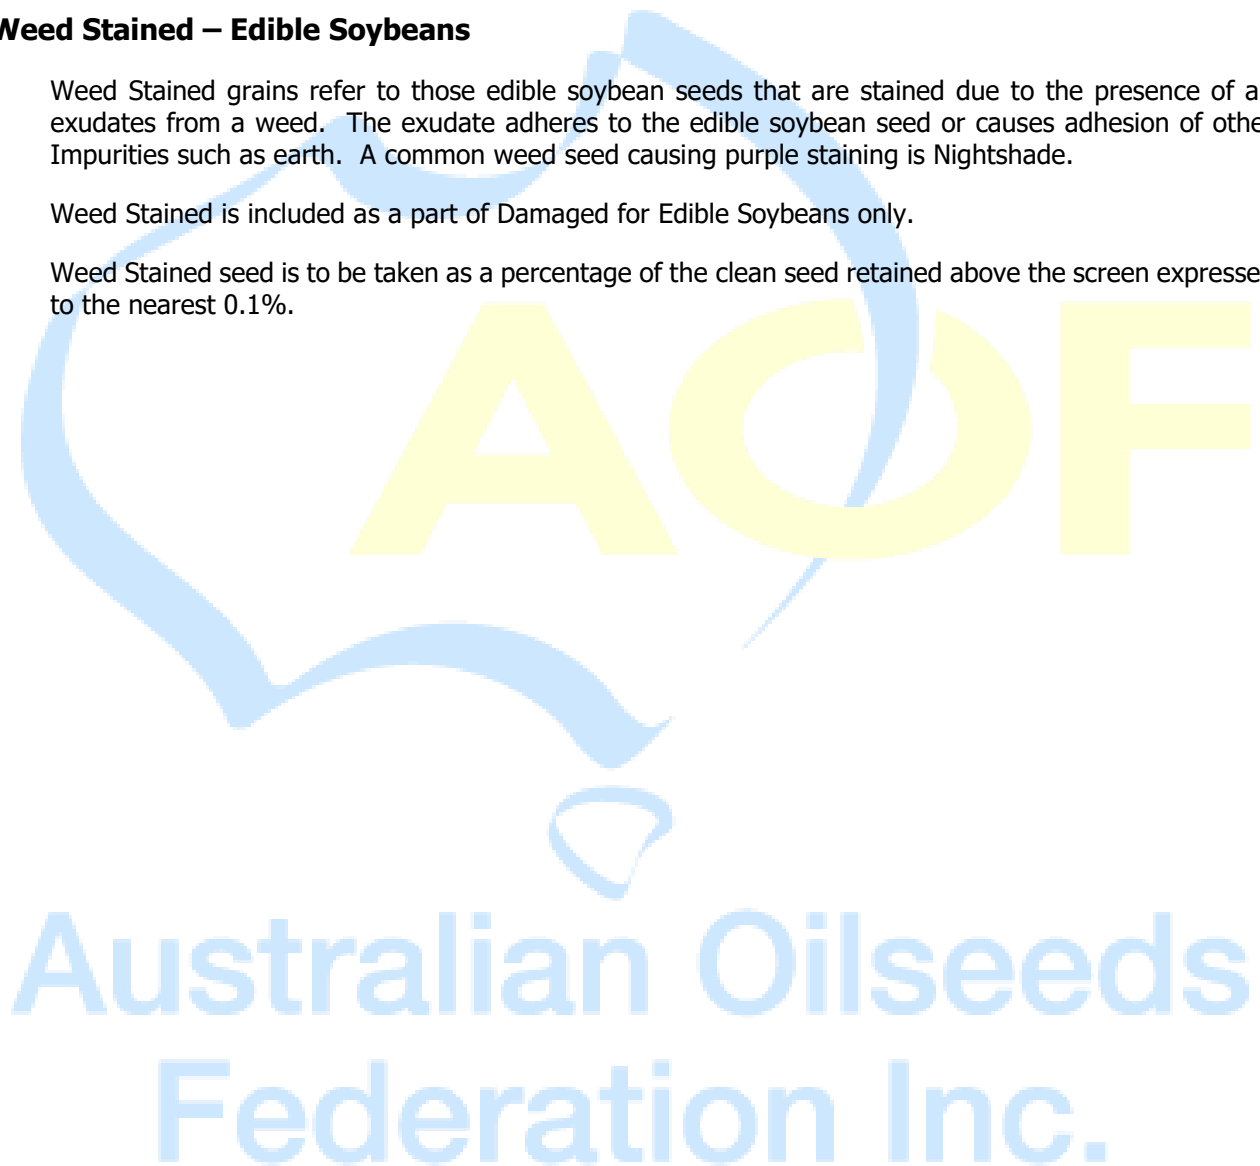 Weed Stained – Edible Soybeans
Weed Stained grains refer to those edible soybean seeds that are stained due to the presence of a
exudates from a weed. The exudate adheres to the edible soybean seed or causes adhesion of othe
Impurities such as earth. A common weed seed causing purple staining is Nightshade.
Weed Stained is included as a part of Damaged for Edible Soybeans only.
Weed Stained seed is to be taken as a percentage of the clean seed retained above the screen expresse
to the nearest 0.1%.
AOF
Australian Oilseeds
Federation Inc.